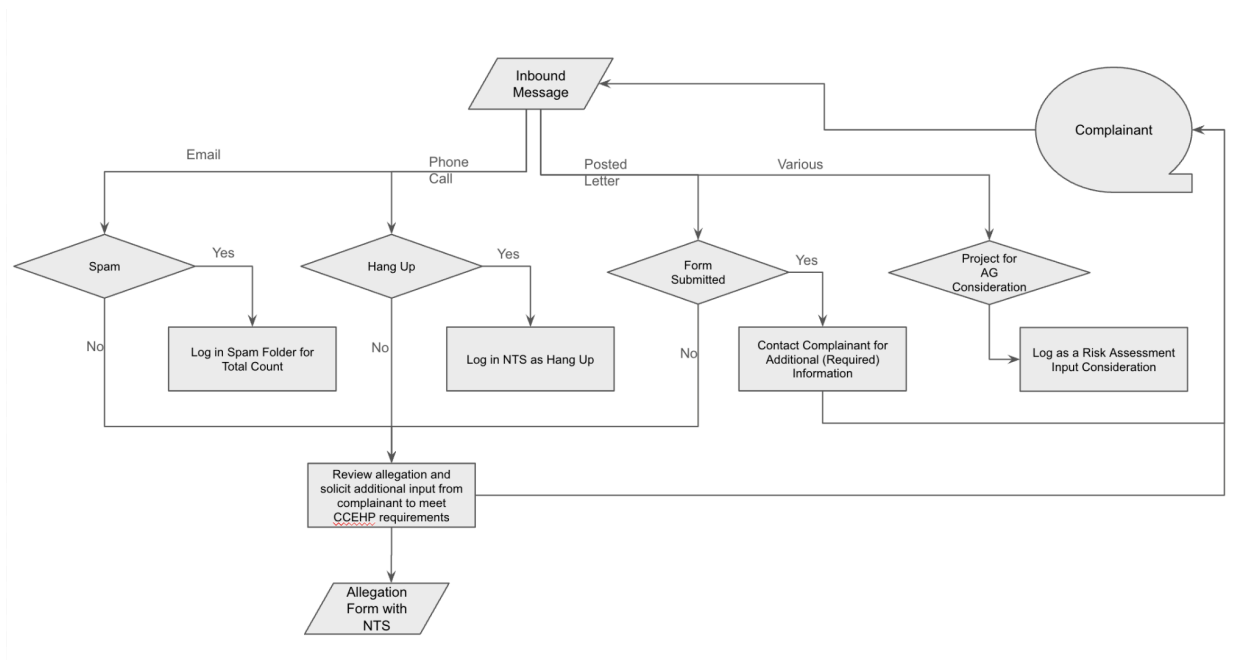 Inbound
Message
Complainant
Email
Phone
Call
Posted
Letter
Various
Spam
Yes
Hang Up
Yes
Form
Submitted
Yes
Project for
AG
Consideration
No
Log in Spam Folder for
Total Count
No
Log in NTS as Hang Up
No
Contact Complainant for
Additional (Required)
Information
Log as a Risk Assessment
Input Consideration
Review allegation and
solicit additional input from
complainant to meet
CCEHP requirements
Allegation
Form with
NTS